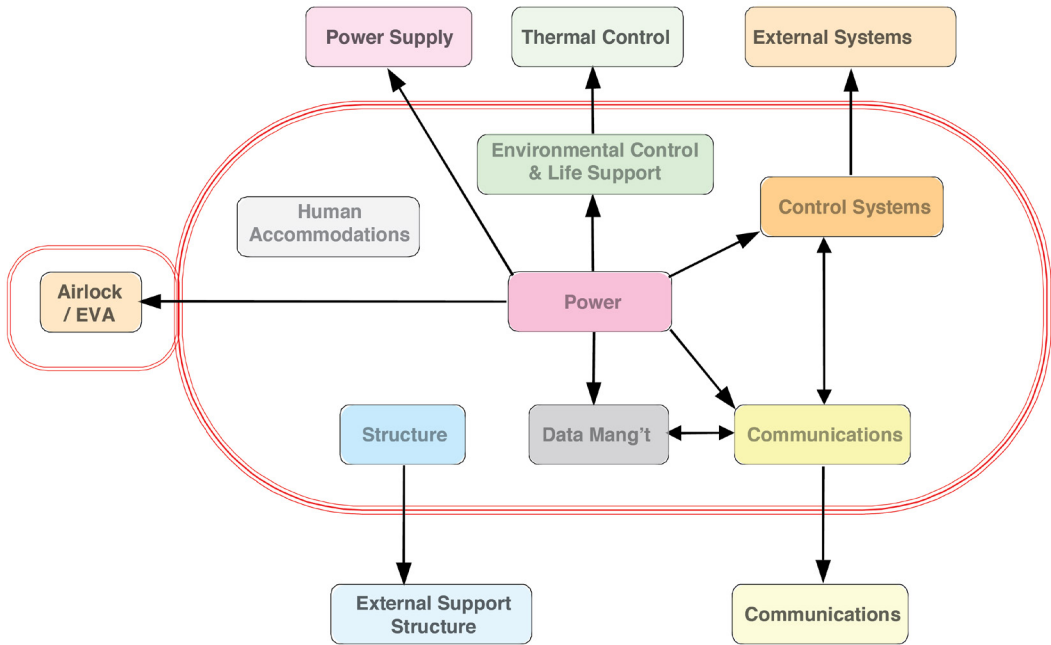 Power Supply
Thermal Control
External Systems
Environmental Control
& Life Support
Human
Accommodations
Control Systems
Airlock
/ EVA
Power
Structure
Data Mang't
Communications
External Support
Structure
Communications